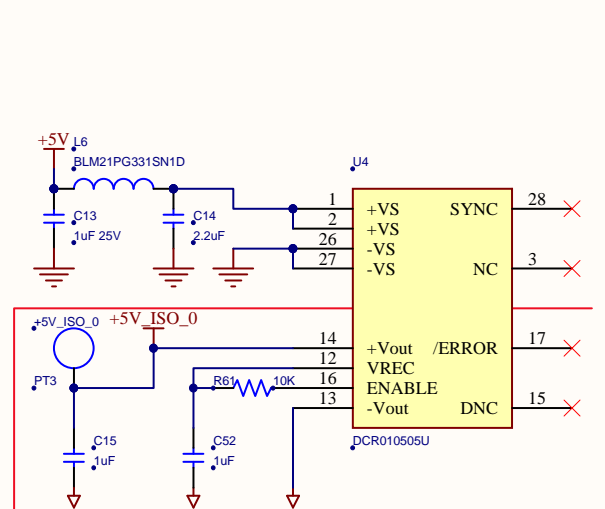 +5V L6
BLM21PG331SN1D
U4
C13
1uF 25V
C14
2.2uF
1 +VS SYNC 28
2 +VS
26 -VS
27 -VS NC 3
+5V_ISO_0 +5V_ISO_0
PT3
14 +Vout /ERROR 17
12 VREC
R61 10K 16 ENABLE
13 -Vout DNC 15
DCR010505U
C15
1uF
C52
1uF